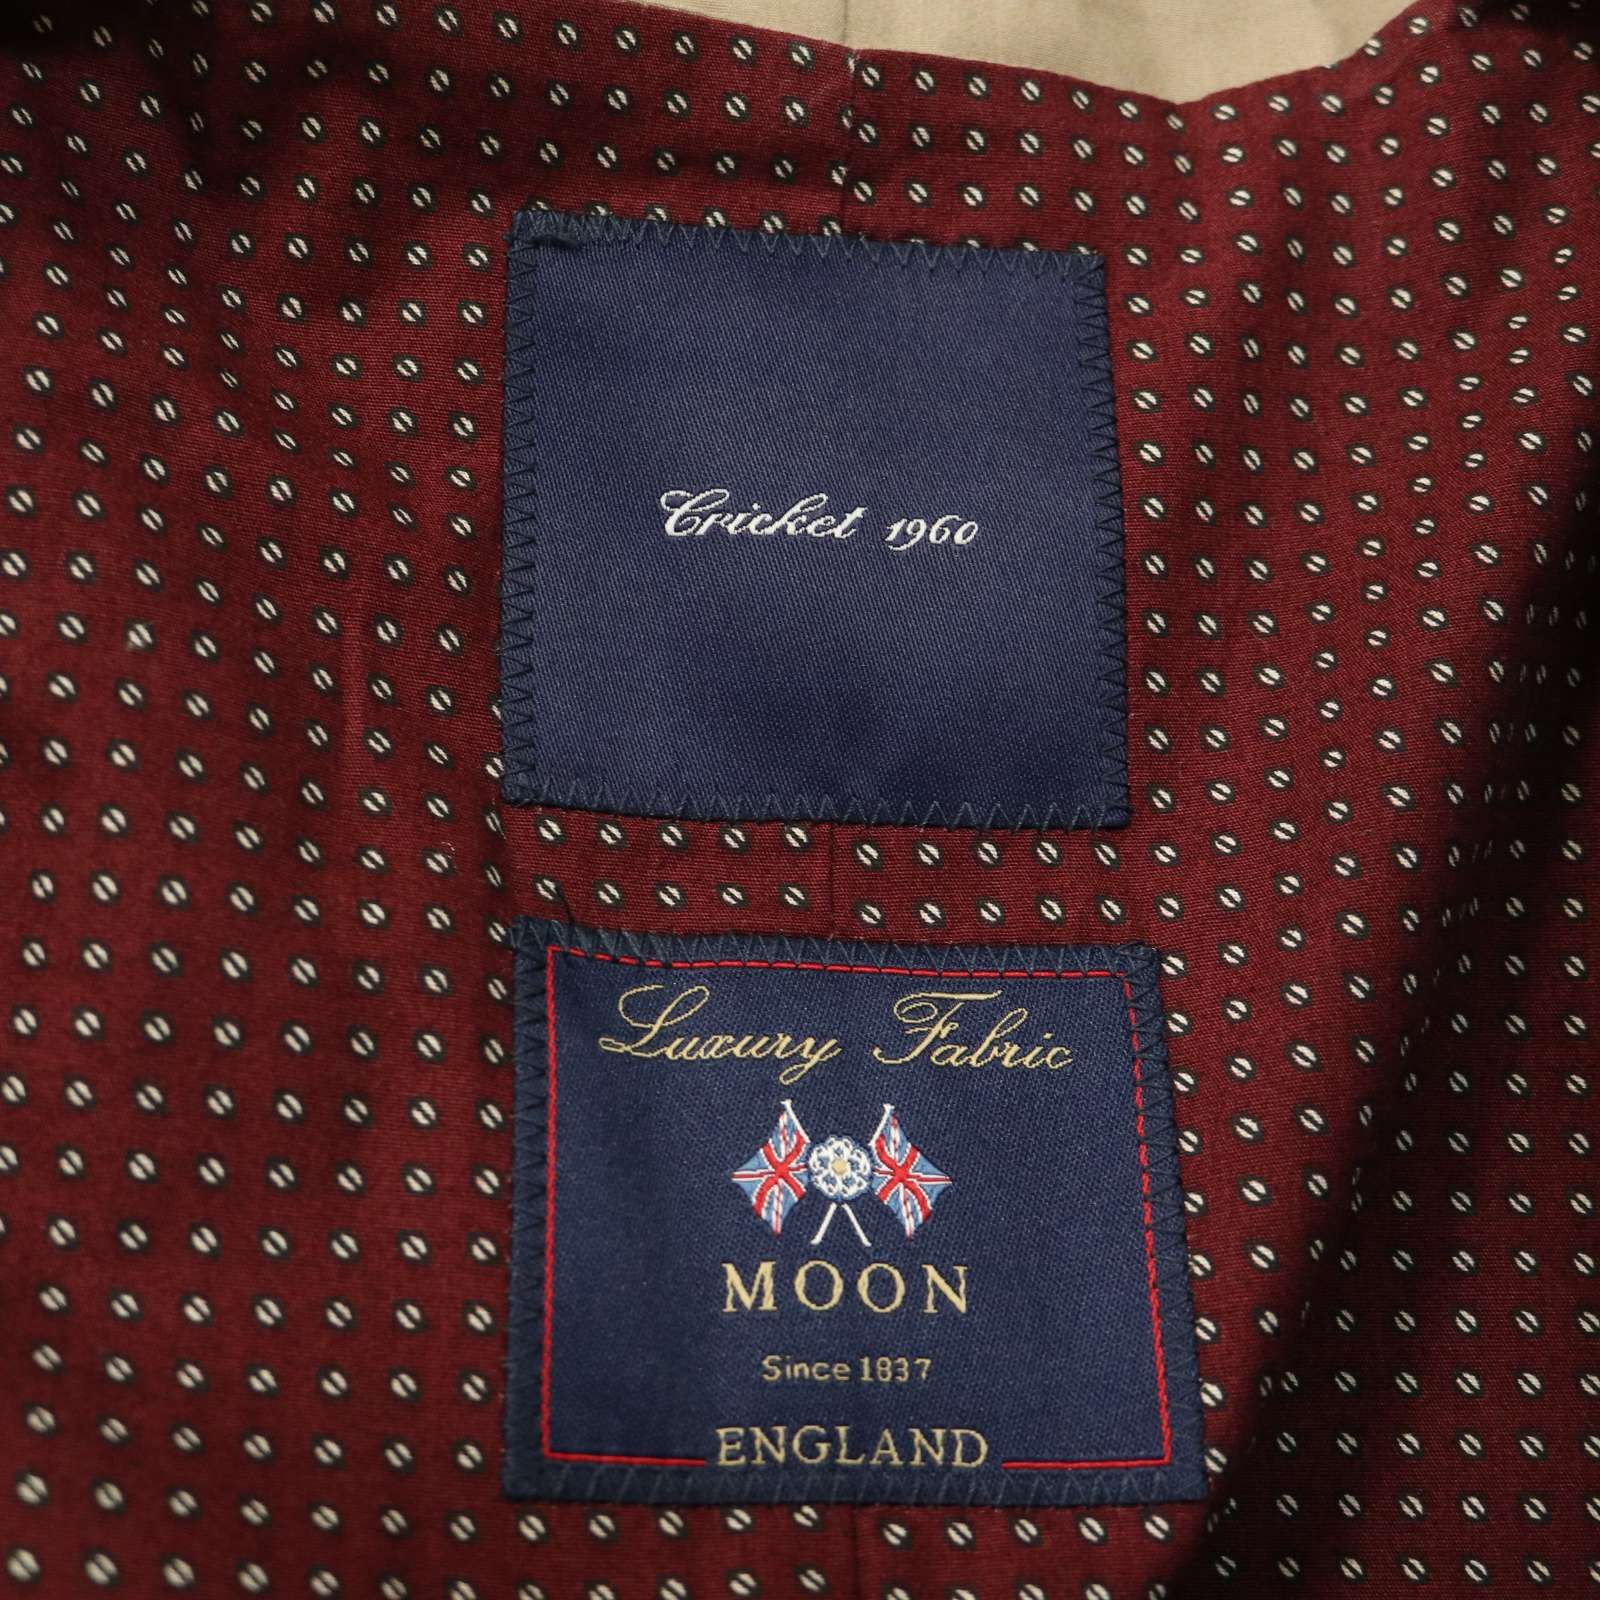 Cricket 1960
Luxury Fabric
MOON
Since 1837
ENGLAND